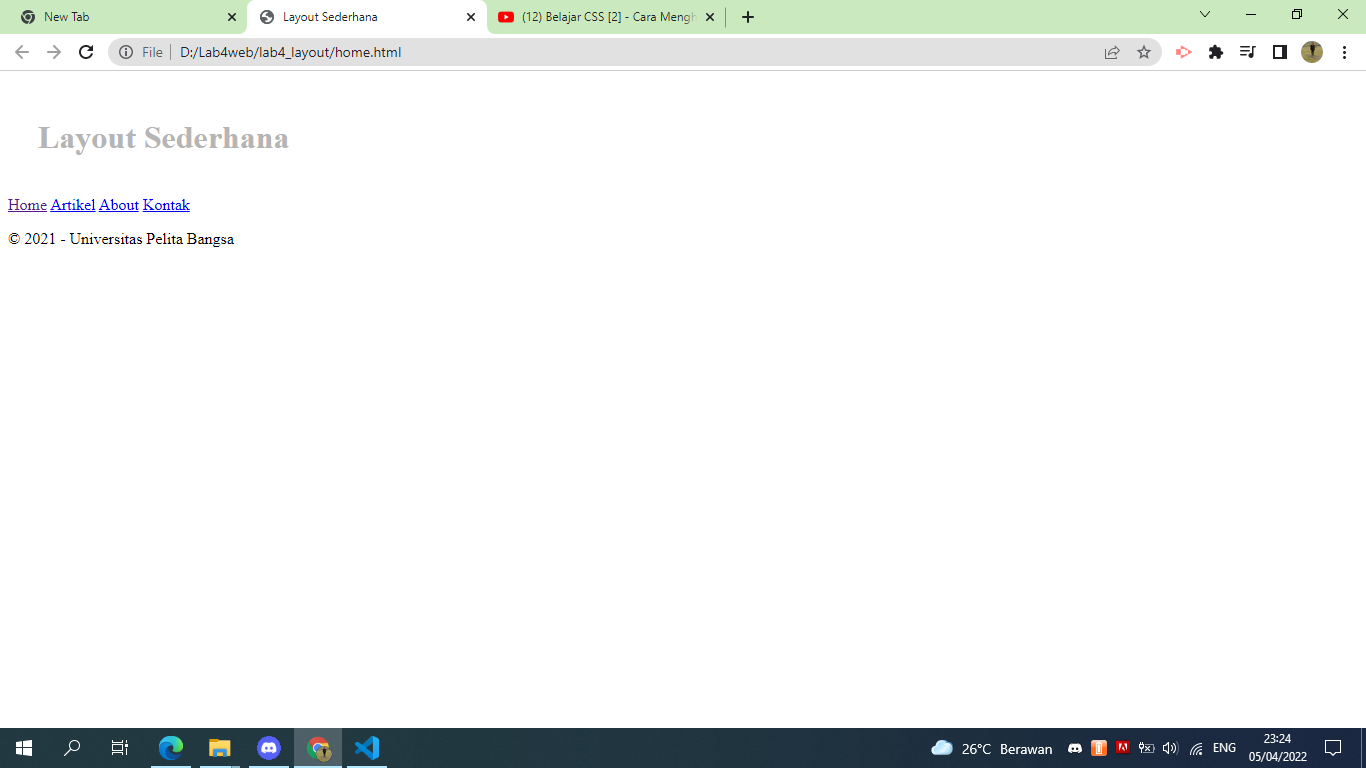 New Tab
Layout Sederhana
(12) Belajar CSS [2] - Cara Mengh
File
D:/Lab4web/lab4_layout/home.html
Layout Sederhana
Home Artikel About Kontak
© 2021 - Universitas Pelita Bangsa
26°C Berawan
ENG
23:24
05/04/2022